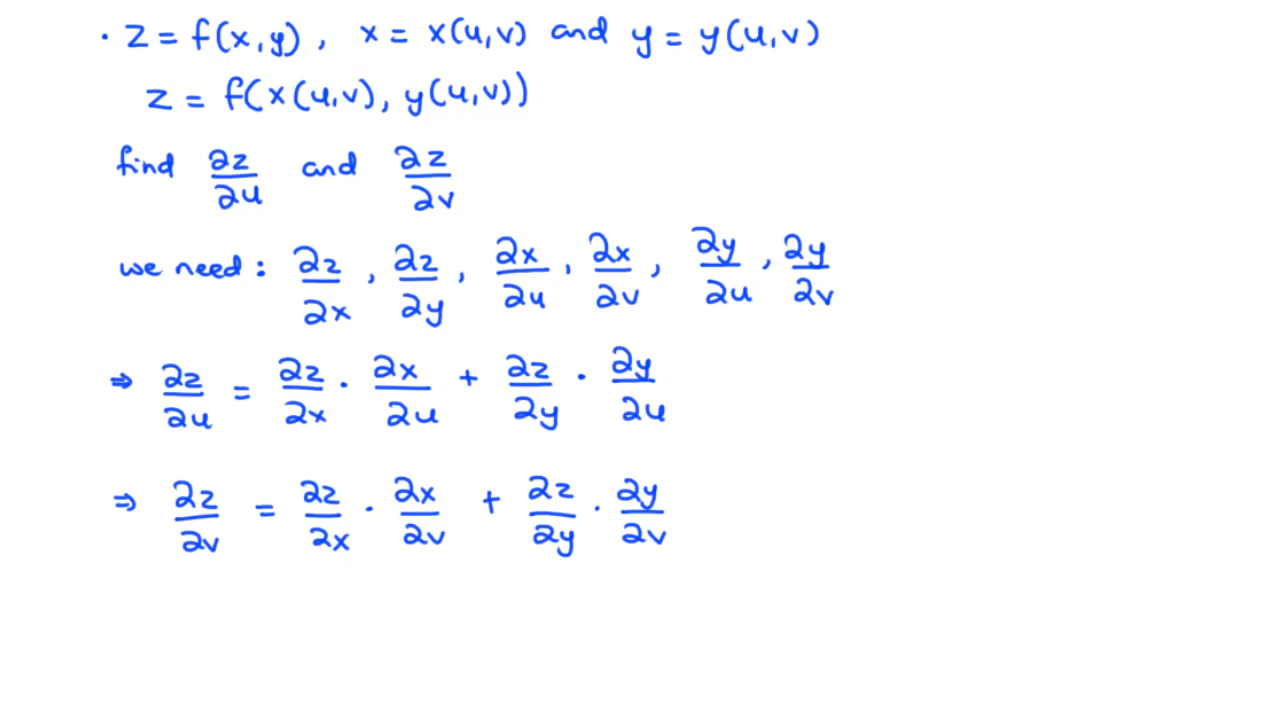 · z = f(x,y), x = x(u,v) and y = y(u,v)
z = f(x(u,v), y(u,v))
find ∂z/∂u and ∂z/∂v
we need: ∂z/∂x, ∂z/∂y, ∂x/∂u, ∂x/∂v, ∂y/∂u, ∂y/∂v
⇒ ∂z/∂u = ∂z/∂x · ∂x/∂u + ∂z/∂y · ∂y/∂u
⇒ ∂z/∂v = ∂z/∂x · ∂x/∂v + ∂z/∂y · ∂y/∂v